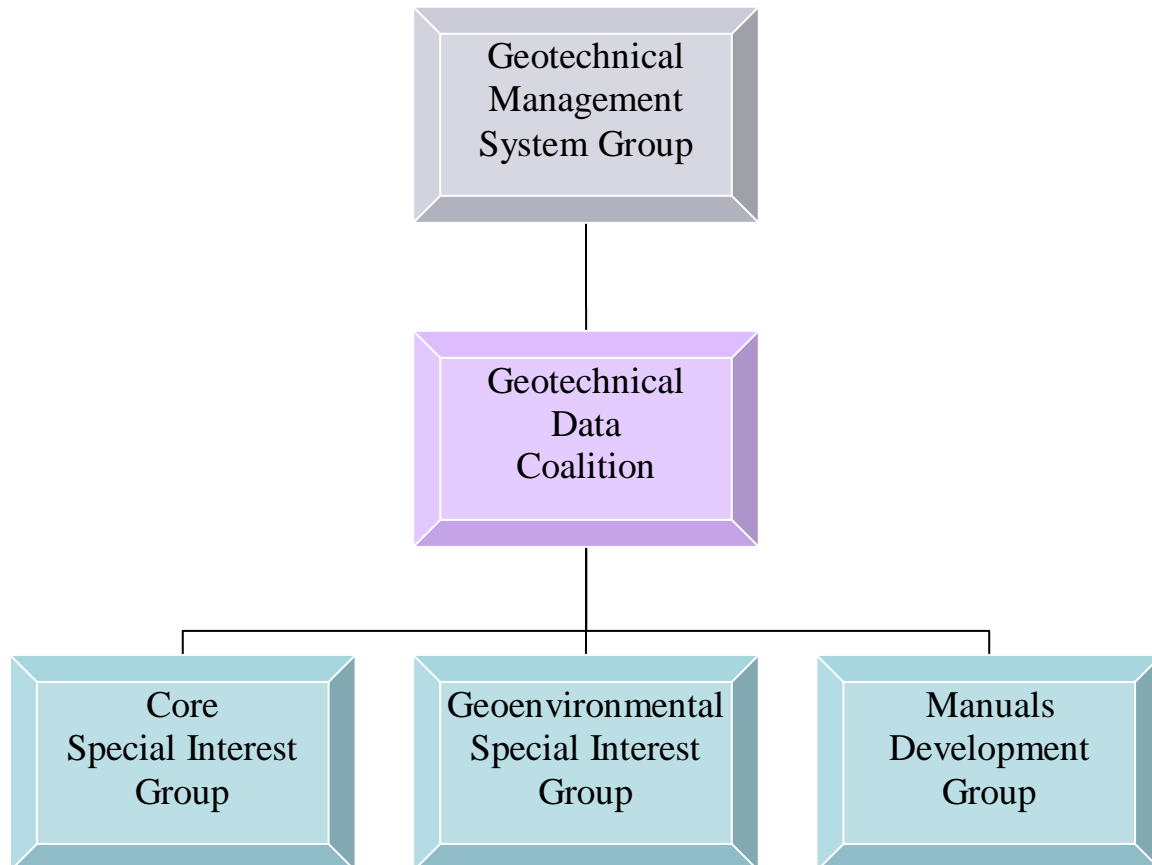 Geotechnical
Management
System Group
Geotechnical
Data
Coalition
Core
Special Interest
Group
Geoenvironmental
Special Interest
Group
Manuals
Development
Group